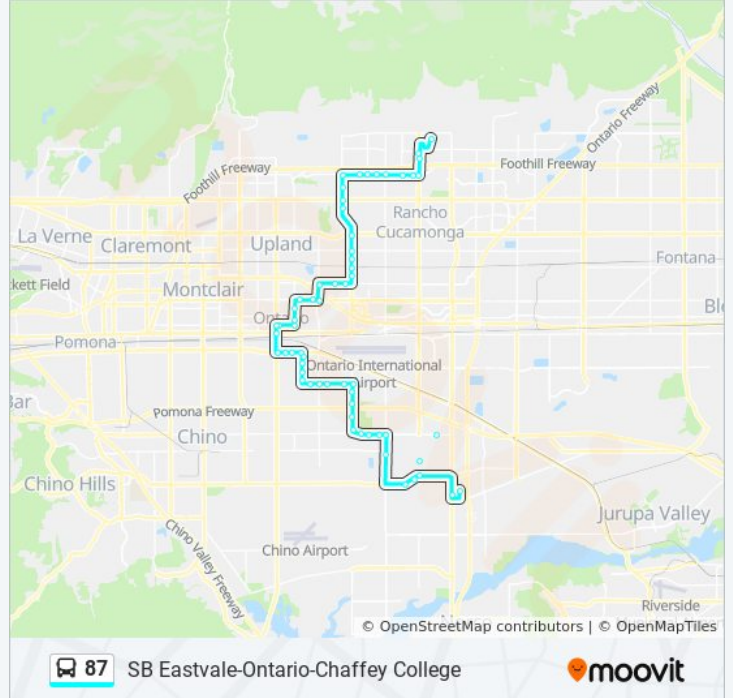 Ontario Freeway
Foothill Freeway
Foothill Freeway
Rancho
Cucamonga
La Verne
Claremont
Upland
Fontana
ckett Field
Montclair
Ontario
Pomona
Ontario International
Airport
Pomona Freeway
Chino
Chino Hills
Jurupa Valley
Chino Valley Freeway
Chino Airport
Riverside
© OpenStreetMap contributors | © OpenMapTiles
87 SB Eastvale-Ontario-Chaffey College
moovit